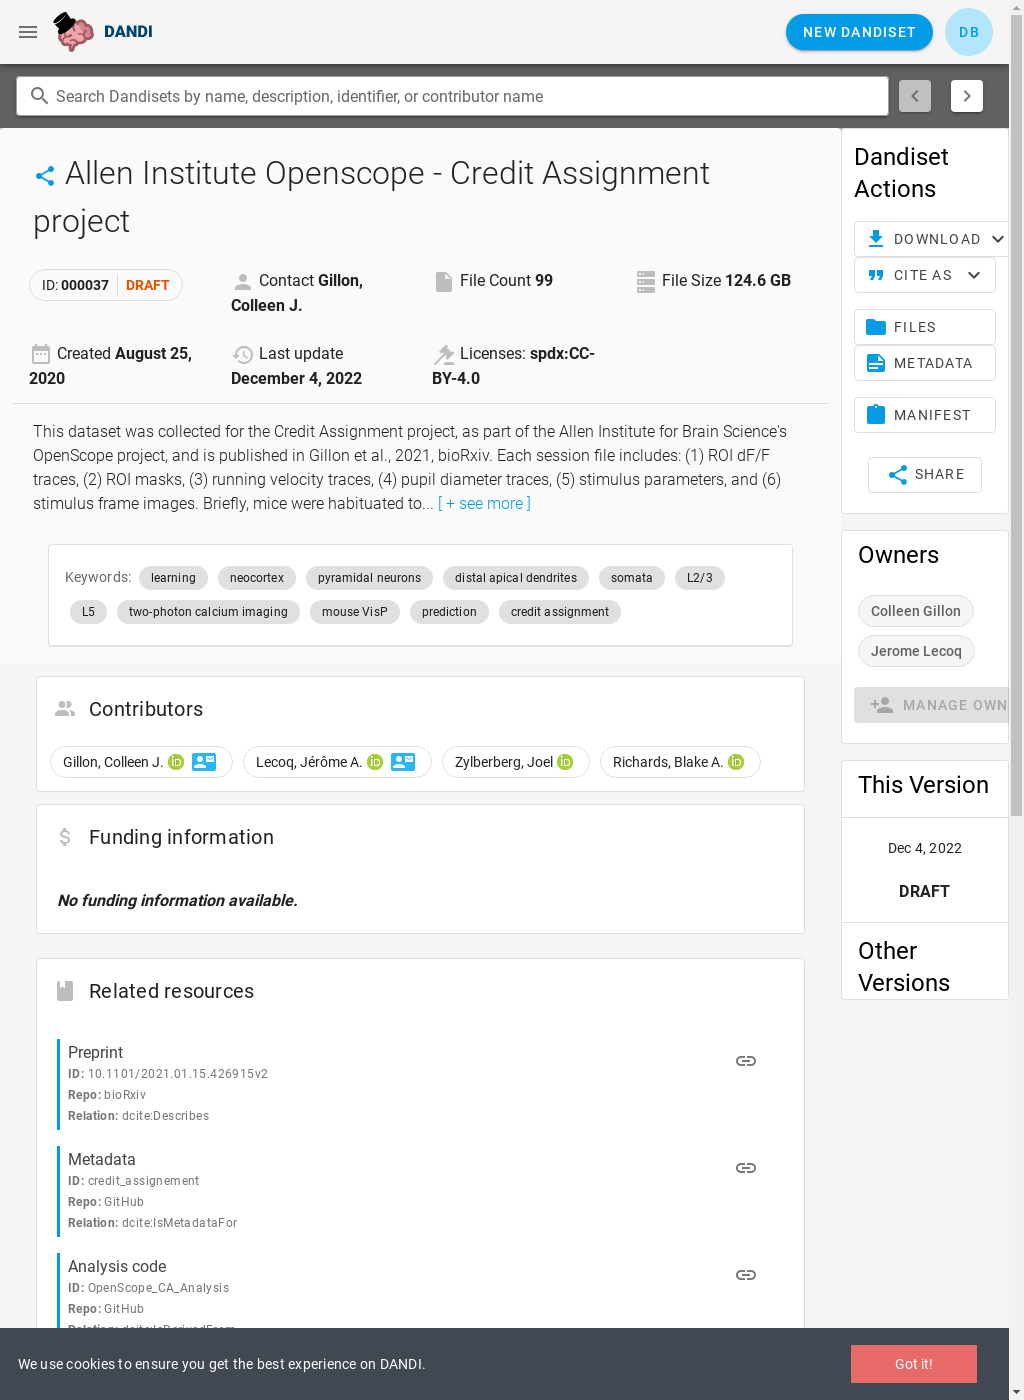 DANDI
NEW DANDISET
DB
Search Dandisets by name, description, identifier, or contributor name
Allen Institute Openscope - Credit Assignment
project
ID: 000037 DRAFT
Contact Gillon,
Colleen J.
File Count 99
File Size 124.6 GB
Created August 25,
2020
Last update
December 4, 2022
Licenses: spdx:CC-
BY-4.0
This dataset was collected for the Credit Assignment project, as part of the Allen Institute for Brain Science's
OpenScope project, and is published in Gillon et al., 2021, bioRxiv. Each session file includes: (1) ROI dF/F
traces, (2) ROI masks, (3) running velocity traces, (4) pupil diameter traces, (5) stimulus parameters, and (6)
stimulus frame images. Briefly, mice were habituated to... [ + see more ]
Keywords: learning neocortex pyramidal neurons distal apical dendrites somata L2/3
L5 two-photon calcium imaging mouse VisP prediction credit assignment
Contributors
Gillon, Colleen J. iD Lecoq, Jérôme A. iD Zylberberg, Joel iD Richards, Blake A. iD
Funding information
No funding information available.
Related resources
Preprint
ID: 10.1101/2021.01.15.426915v2
Repo: bioRxiv
Relation: dcite:Describes
Metadata
ID: credit_assignement
Repo: GitHub
Relation: dcite:IsMetadataFor
Analysis code
ID: OpenScope_CA_Analysis
Repo: GitHub
Relation: dcite:IsDerivedFrom
Dandiset
Actions
DOWNLOAD
CITE AS
FILES
METADATA
MANIFEST
SHARE
Owners
Colleen Gillon
Jerome Lecoq
MANAGE OWN
This Version
Dec 4, 2022
DRAFT
Other
Versions
We use cookies to ensure you get the best experience on DANDI.
Got it!